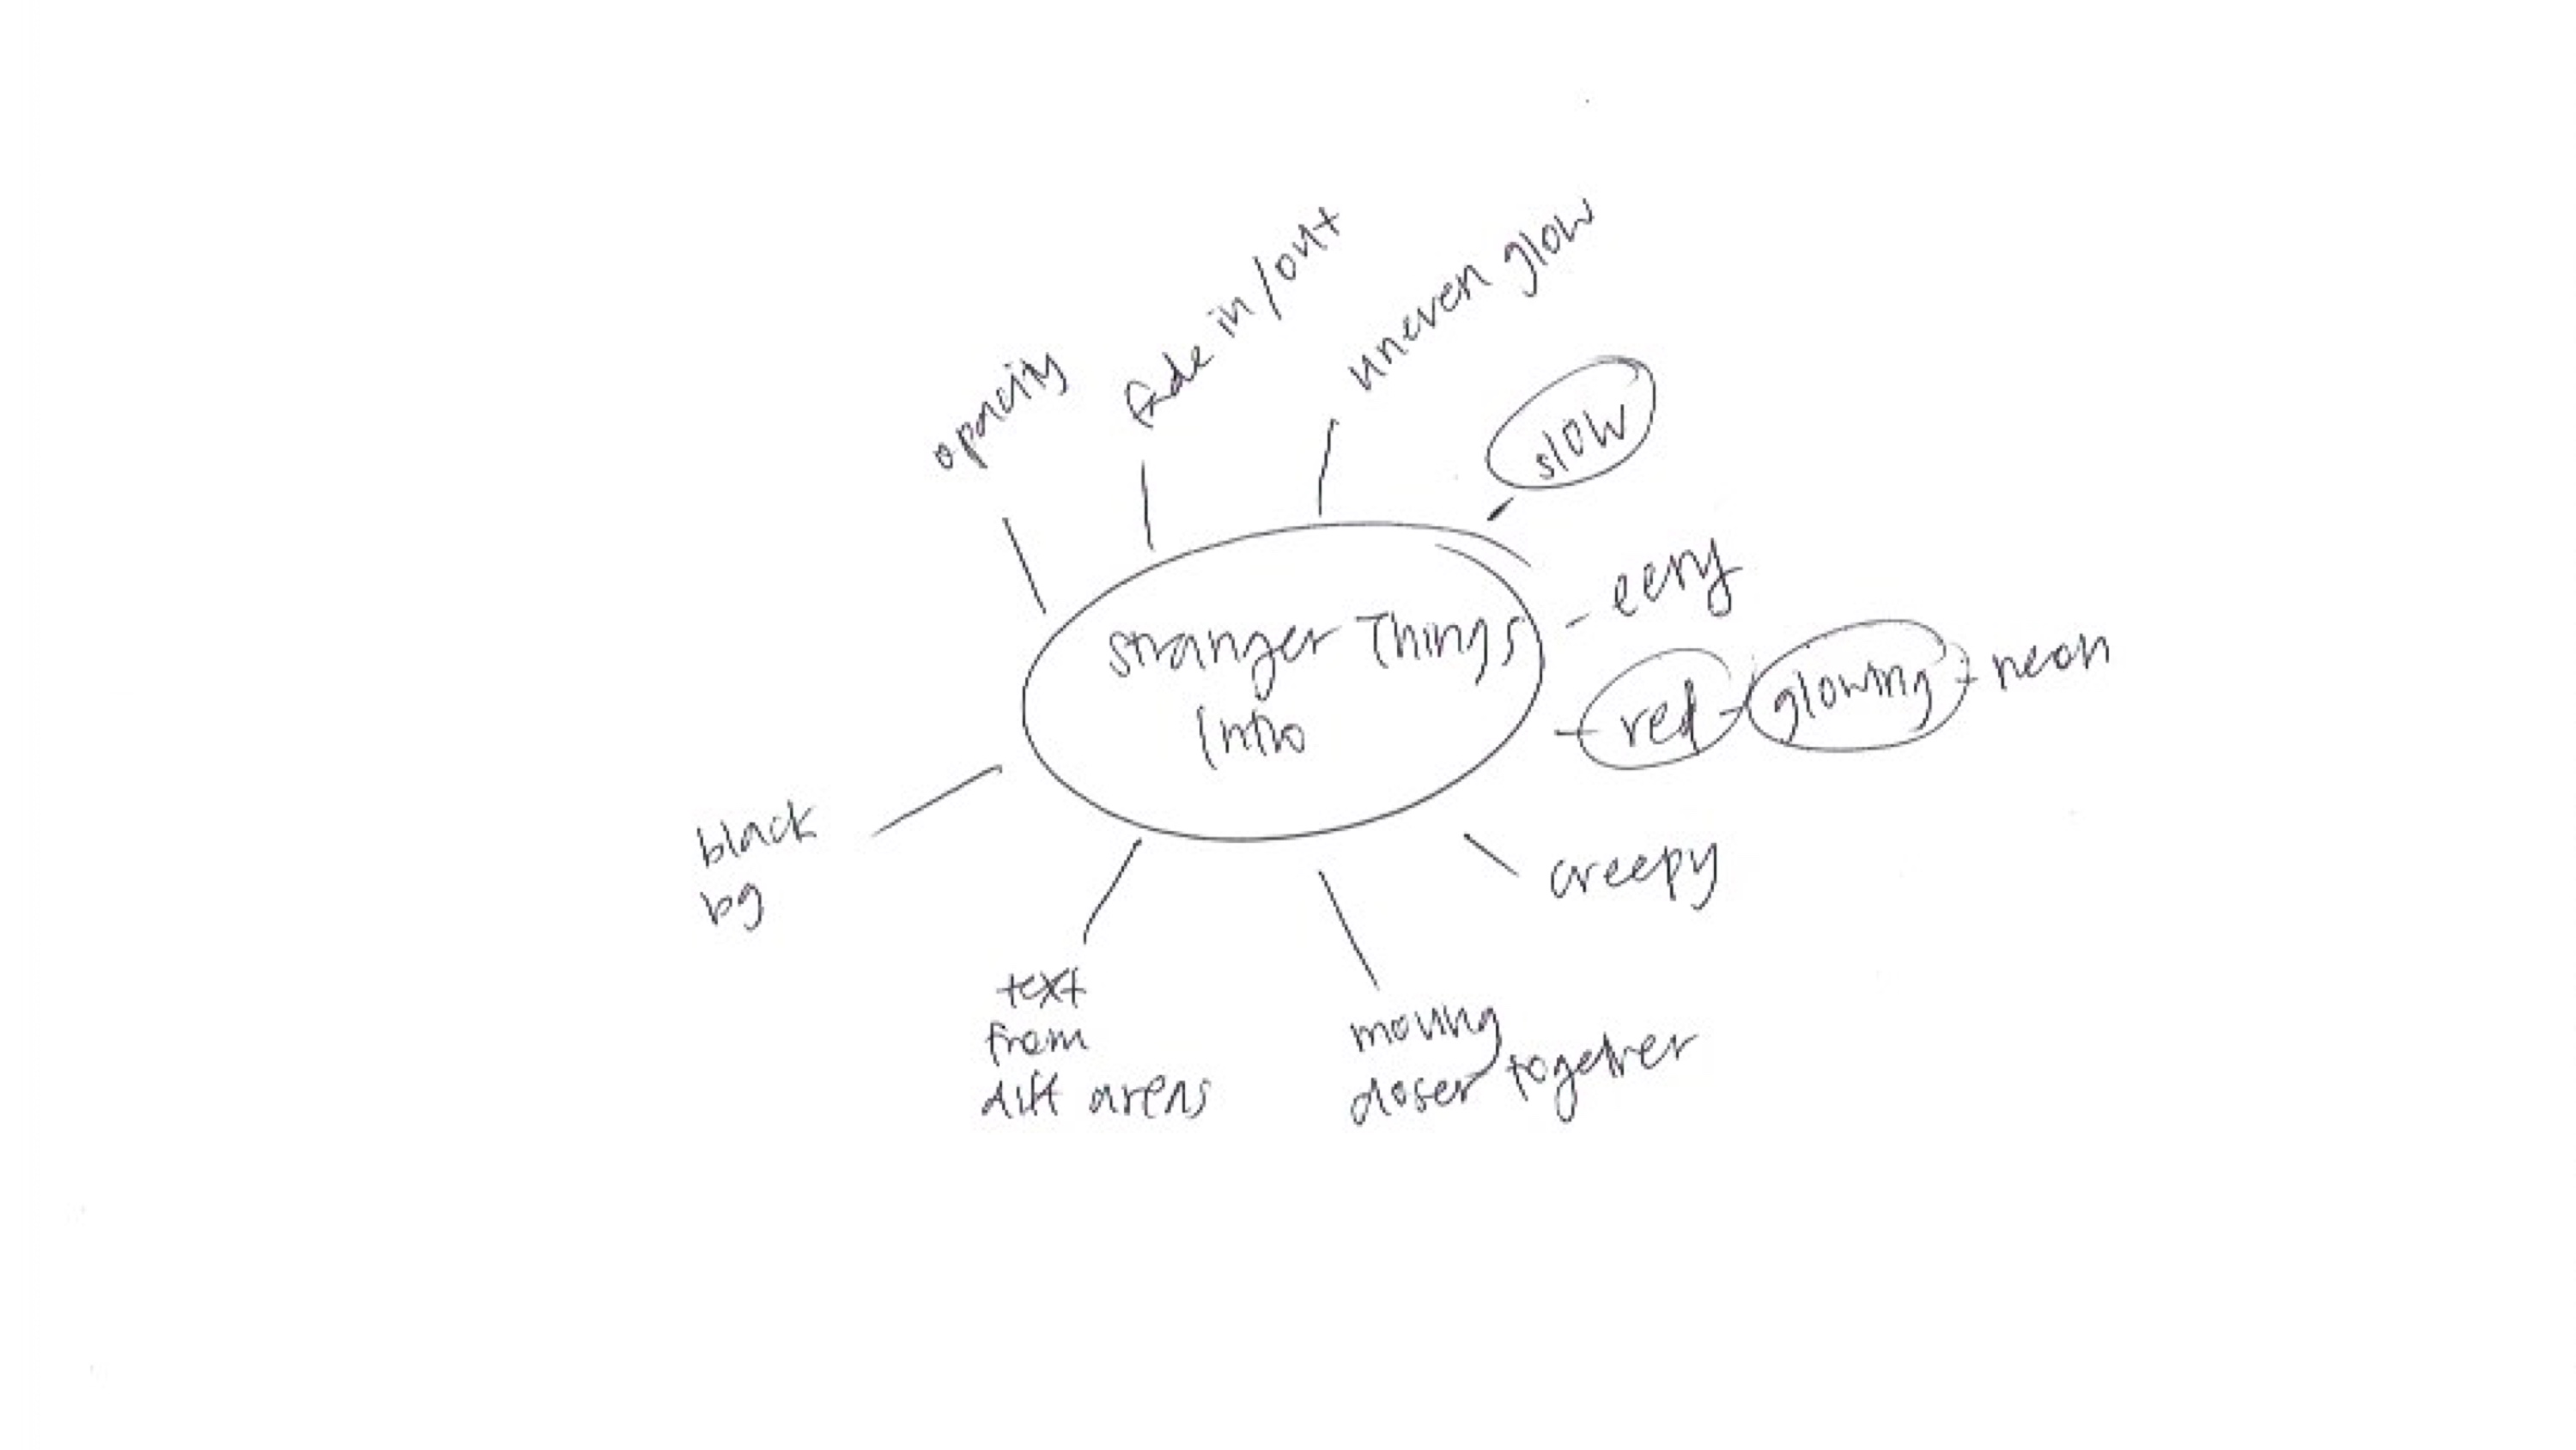 opacity
fade in/out
uneven glow
slow
eery
Stranger Things
Intro
red - glowing - neon
black
bg
creepy
text
from
diff areas
moving
closer together